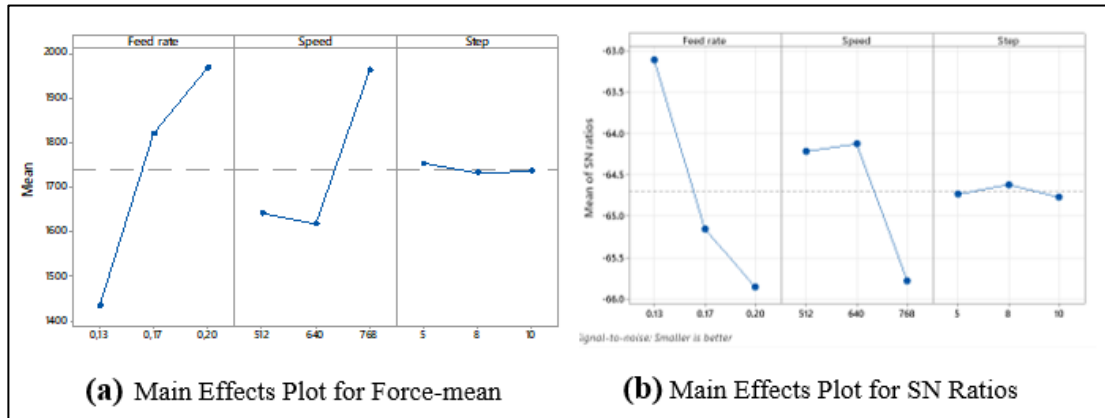 Feed rate Speed Step
2000
1900
1800
1700
1600
1500
1400
Mean
0,13 0,17 0,20 512 640 768 5 8 10
(a) Main Effects Plot for Force-mean
Feed rate Speed Step
-63.0
-63.5
-64.0
-64.5
-65.0
-65.5
-66.0
Mean of SN ratios
0.13 0.17 0.20 512 640 768 5 8 10
ignal-to-noise: Smaller is better
(b) Main Effects Plot for SN Ratios